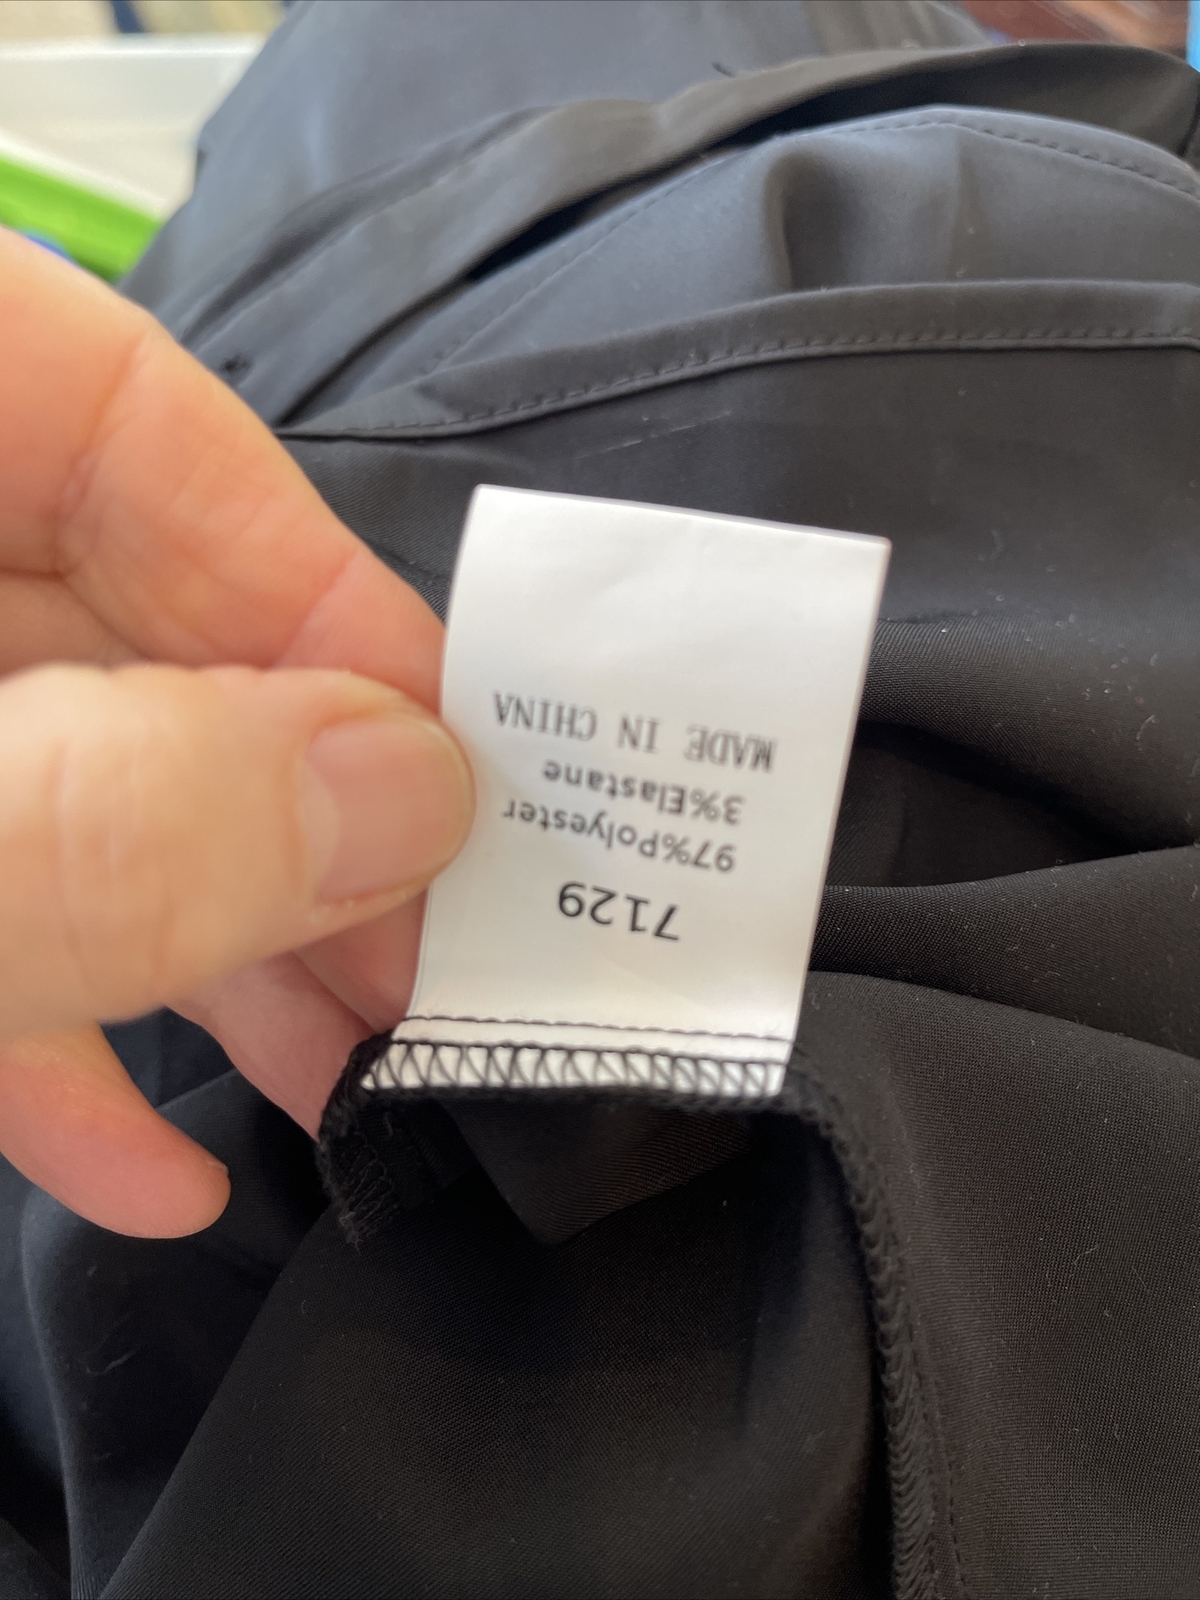 7129
97%Polyester
3%Elastane
MADE IN CHINA